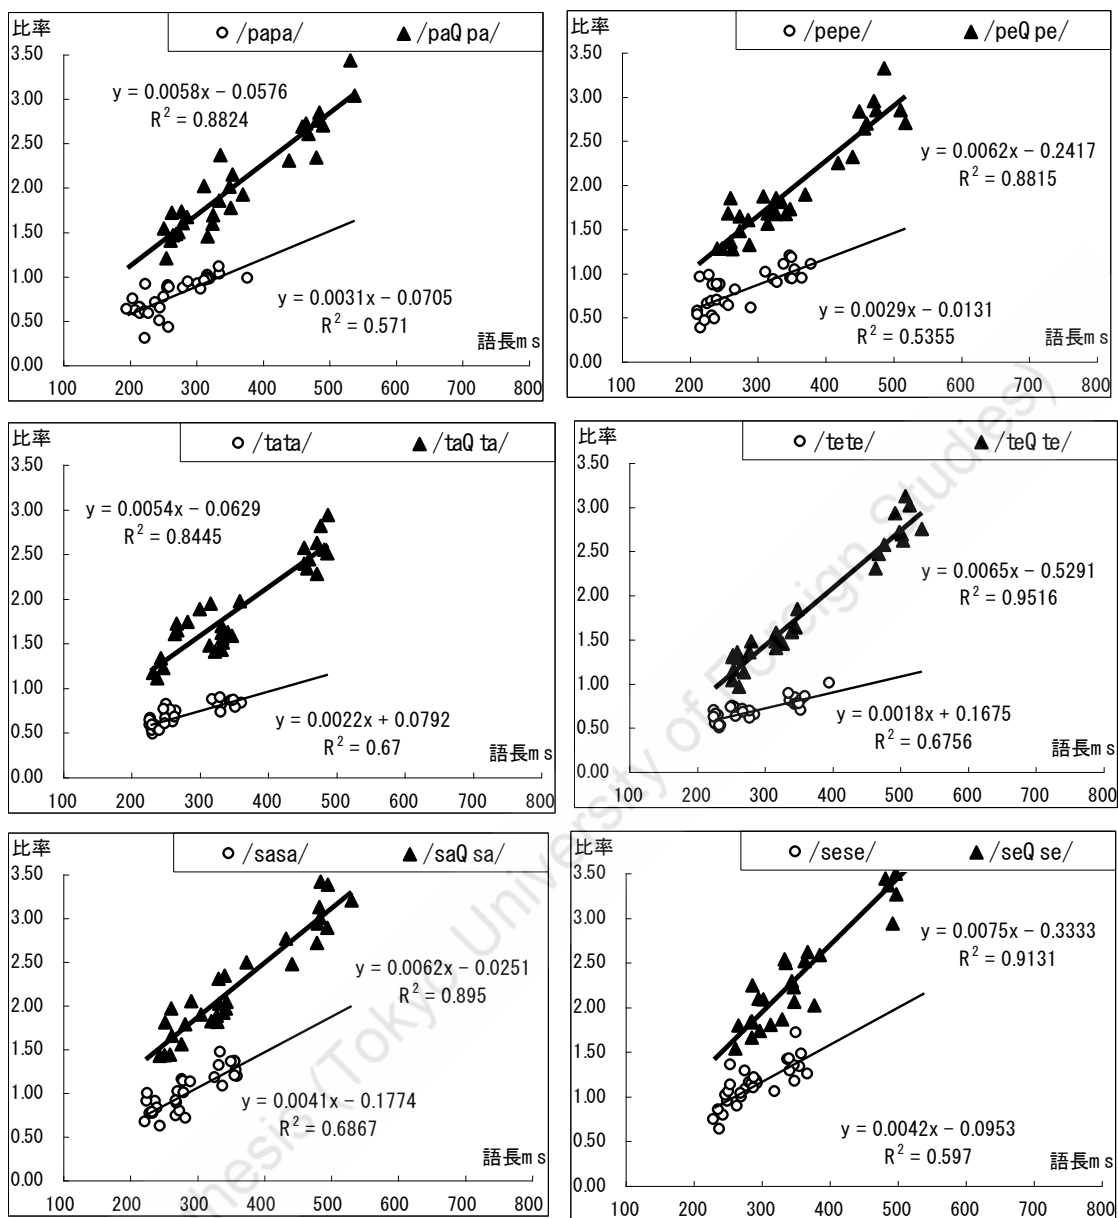 比率
/papa/ /paQ pa/
3.50
3.00
2.50
2.00
1.50
1.00
0.50
0.00
y = 0.0058x − 0.0576
R² = 0.8824
y = 0.0031x − 0.0705
R² = 0.571
語長ms
100 200 300 400 500 600 700 800
比率
/pepe/ /peQ pe/
3.50
3.00
2.50
2.00
1.50
1.00
0.50
0.00
y = 0.0062x − 0.2417
R² = 0.8815
y = 0.0029x − 0.0131
R² = 0.5355
語長ms
100 200 300 400 500 600 700 800
比率
/tata/ /taQ ta/
3.50
3.00
2.50
2.00
1.50
1.00
0.50
0.00
y = 0.0054x − 0.0629
R² = 0.8445
y = 0.0022x + 0.0792
R² = 0.67
語長ms
100 200 300 400 500 600 700 800
比率
/tete/ /teQ te/
3.50
3.00
2.50
2.00
1.50
1.00
0.50
0.00
y = 0.0065x − 0.5291
R² = 0.9516
y = 0.0018x + 0.1675
R² = 0.6756
語長ms
100 200 300 400 500 600 700 800
比率
/sasa/ /saQ sa/
3.50
3.00
2.50
2.00
1.50
1.00
0.50
0.00
y = 0.0062x − 0.0251
R² = 0.895
y = 0.0041x − 0.1774
R² = 0.6867
語長ms
100 200 300 400 500 600 700 800
比率
/sese/ /seQ se/
3.50
3.00
2.50
2.00
1.50
1.00
0.50
0.00
y = 0.0075x − 0.3333
R² = 0.9131
y = 0.0042x − 0.0953
R² = 0.597
語長ms
100 200 300 400 500 600 700 800
hesis (Tokyo University of Foreign Studies)